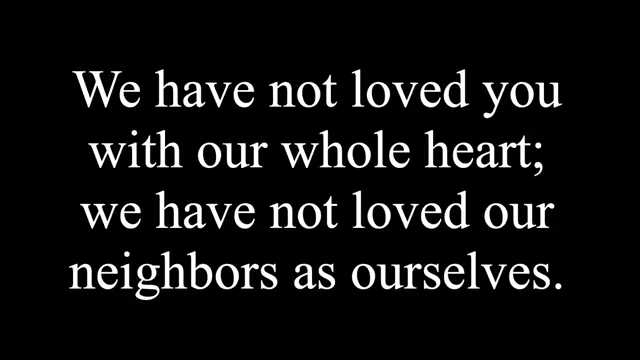 We have not loved you
with our whole heart;
we have not loved our
neighbors as ourselves.